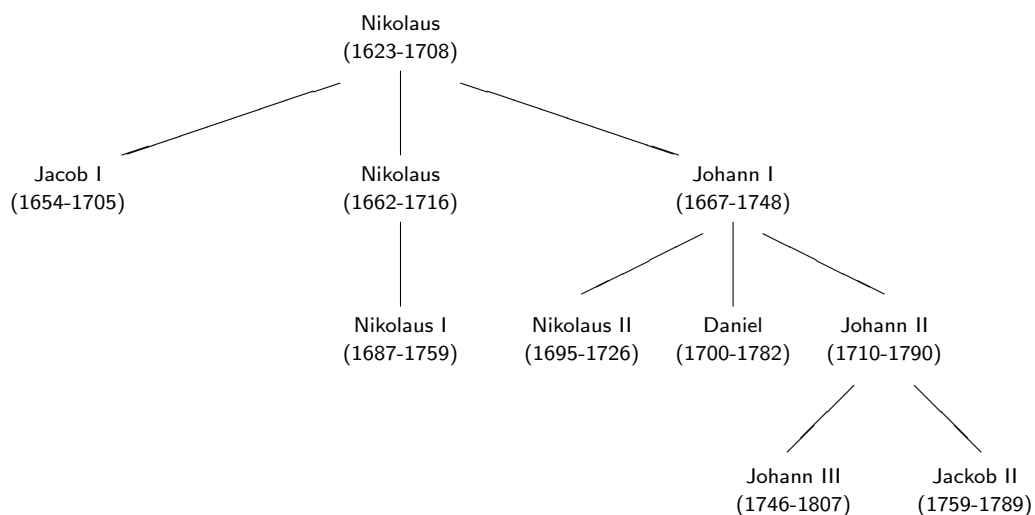 Nikolaus
(1623-1708)
Jacob I
(1654-1705)
Nikolaus
(1662-1716)
Johann I
(1667-1748)
Nikolaus I
(1687-1759)
Nikolaus II
(1695-1726)
Daniel
(1700-1782)
Johann II
(1710-1790)
Johann III
(1746-1807)
Jackob II
(1759-1789)